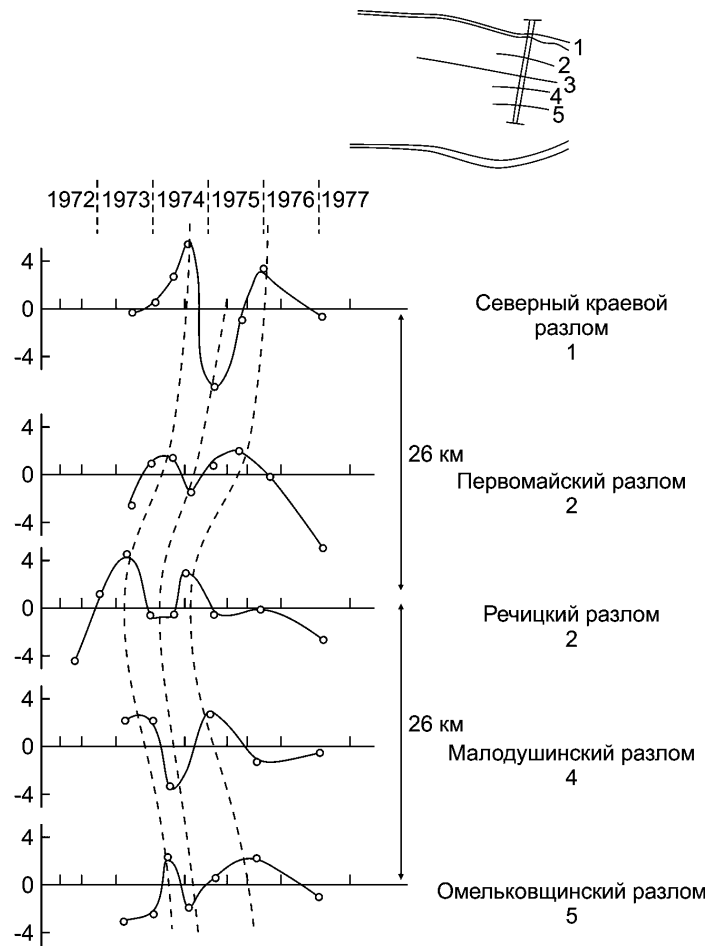 1
2
3
4
5
1972 1973 1974 1975 1976 1977
4
0
-4
Северный краевой
разлом
1
26 км
4
0
-4
Первомайский разлом
2
4
0
-4
Речицкий разлом
2
26 км
4
0
-4
Малодушинский разлом
4
4
0
-4
Омельковщинский разлом
5